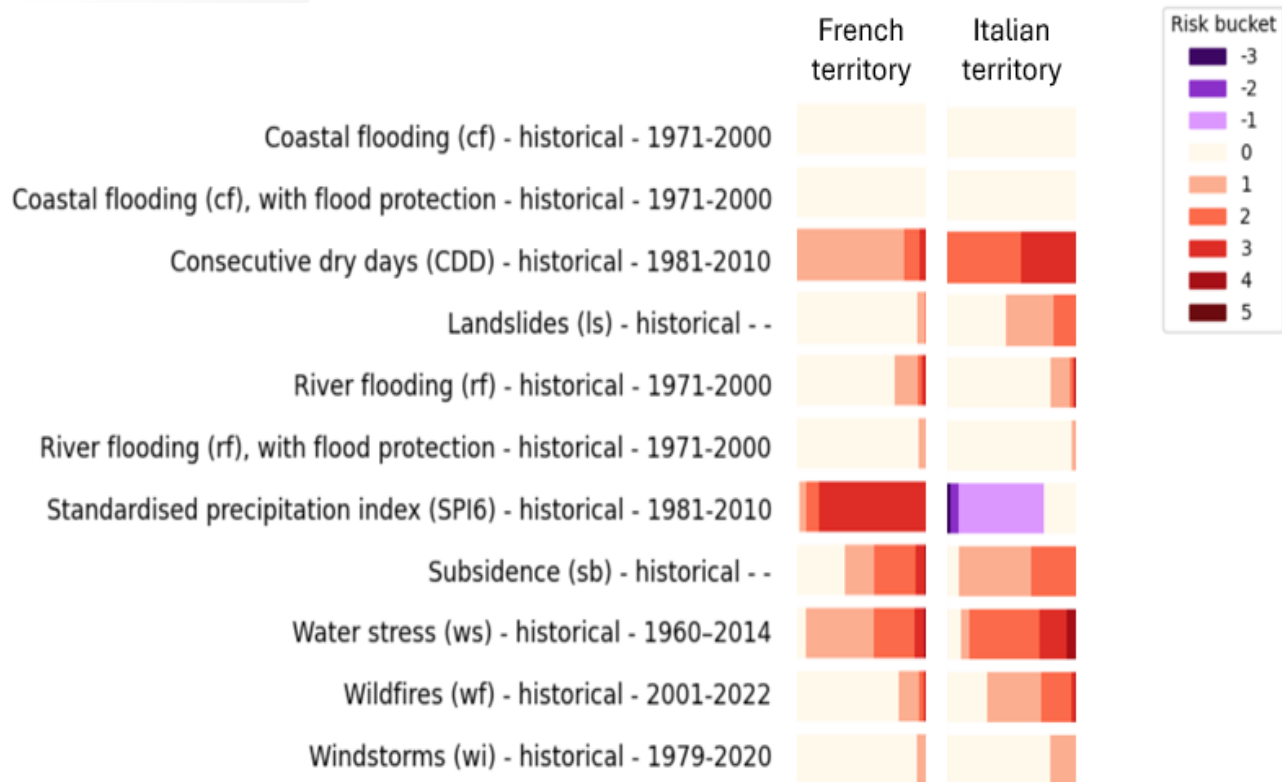 French
territory
Italian
territory
Risk bucket
-3
-2
-1
0
1
2
3
4
5
Coastal flooding (cf) - historical - 1971-2000
Coastal flooding (cf), with flood protection - historical - 1971-2000
Consecutive dry days (CDD) - historical - 1981-2010
Landslides (ls) - historical - -
River flooding (rf) - historical - 1971-2000
River flooding (rf), with flood protection - historical - 1971-2000
Standardised precipitation index (SPI6) - historical - 1981-2010
Subsidence (sb) - historical - -
Water stress (ws) - historical - 1960–2014
Wildfires (wf) - historical - 2001-2022
Windstorms (wi) - historical - 1979-2020